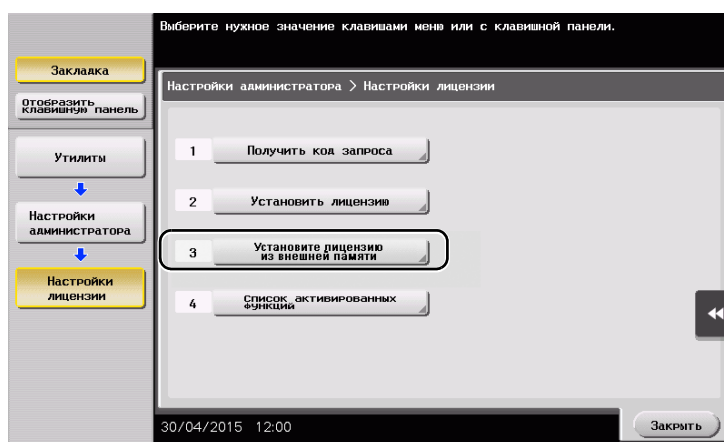 Выберите нужное значение клавишами меню или с клавишной панели.
Закладка
Отобразить
клавишную панель
Утилиты
Настройки
администратора
Настройки
лицензии
Настройки администратора > Настройки лицензии
1 Получить код запроса
2 Установить лицензию
3 Установите лицензию
из внешней памяти
4 Список активированных
функций
30/04/2015 12:00
Закрыть